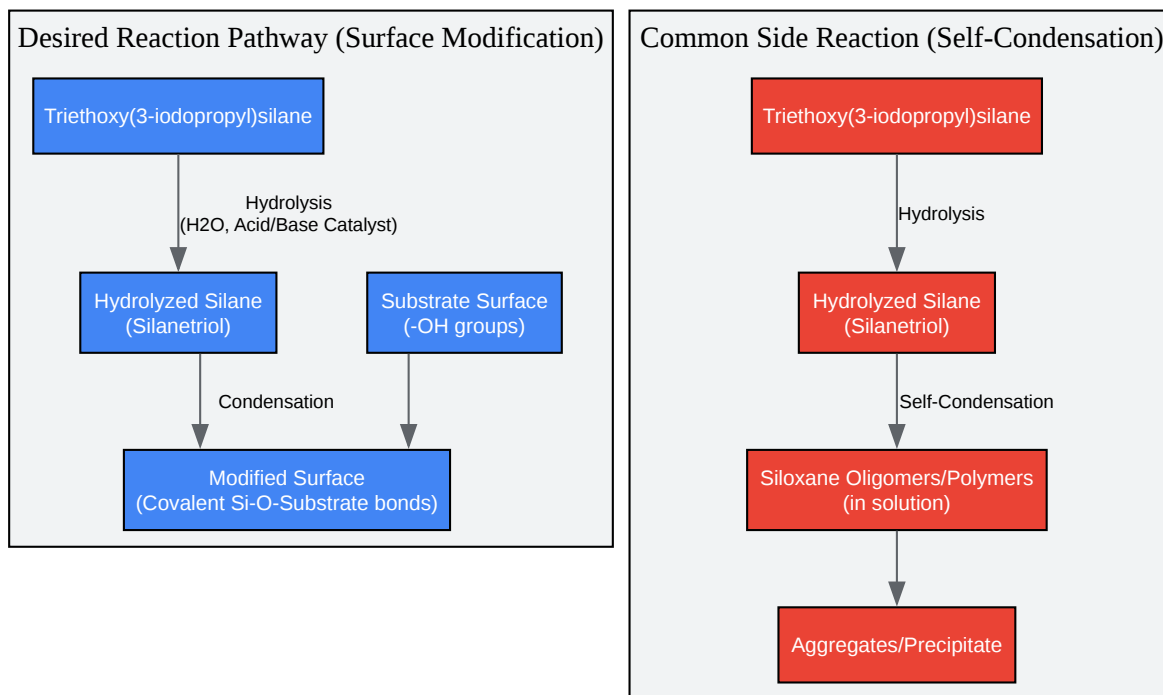 Desired Reaction Pathway (Surface Modification)
Triethoxy(3-iodopropyl)silane
Hydrolysis
(H2O, Acid/Base Catalyst)
Hydrolyzed Silane
(Silanetriol)
Substrate Surface
(-OH groups)
Condensation
Modified Surface
(Covalent Si-O-Substrate bonds)
Common Side Reaction (Self-Condensation)
Triethoxy(3-iodopropyl)silane
Hydrolysis
Hydrolyzed Silane
(Silanetriol)
Self-Condensation
Siloxane Oligomers/Polymers
(in solution)
Aggregates/Precipitate